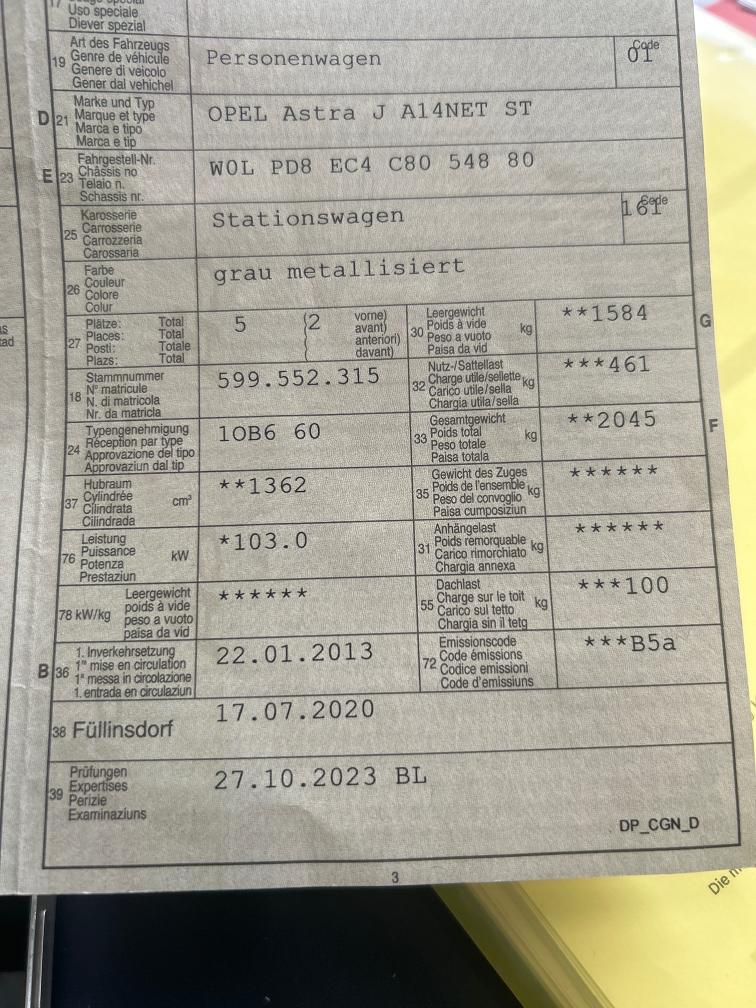 17
Uso speciale
Diever spezial
19 Art des Fahrzeugs
Genre de véhicule
Genere di veicolo
Gener dal vehichel
Personenwagen
Code
01
D 21 Marke und Typ
Marque et type
Marca e tipo
Marca e tip
OPEL Astra J A14NET ST
E 23 Fahrgestell-Nr.
Châssis no
Telaio n.
Schassis nr.
W0L PD8 EC4 C80 548 80
25 Karosserie
Carrosserie
Carrozzeria
Carossaria
Stationswagen
161
26 Farbe
Couleur
Colore
Colur
grau metallisiert
27 Plätze: Total
Places: Total
Posti: Totale
Plazs: Total
5 (2 vorne)
avant)
anteriori)
davant)
30 Leergewicht
Poids à vide
Peso a vuoto
Paisa da vid
kg
**1584
G
18 Stammnummer
N° matricule
N. di matricola
Nr. da matricla
599.552.315
32 Nutz-/Sattellast
Charge utile/sellette
Carico utile/sella
Chargia utila/sella
kg
***461
24 Typengenehmigung
Réception par type
Approvazione del tipo
Approvaziun dal tip
1OB6 60
33 Gesamtgewicht
Poids total
Peso totale
Paisa totala
kg
**2045
F
37 Hubraum
Cylindrée
Cilindrata
Cilindrada
cm³
**1362
35 Gewicht des Zuges
Poids de l'ensemble
Peso del convoglio
Paisa cumposiziun
kg
******
76 Leistung
Puissance
Potenza
Prestaziun
kW
*103.0
31 Anhängelast
Poids remorquable
Carico rimorchiato
Chargia annexa
kg
******
78 kW/kg Leergewicht
poids à vide
peso a vuoto
paisa da vid
******
55 Dachlast
Charge sur le toit
Carico sul tetto
Chargia sin il tetg
kg
***100
B 36 1. Inverkehrsetzung
1re mise en circulation
1a messa in circolazione
1. entrada en circulaziun
22.01.2013
72 Emissionscode
Code émissions
Codice emissioni
Code d'emissiuns
***B5a
38 Füllinsdorf
17.07.2020
39 Prüfungen
Expertises
Perizie
Examinaziuns
27.10.2023 BL
DP_CGN_D
3
Die